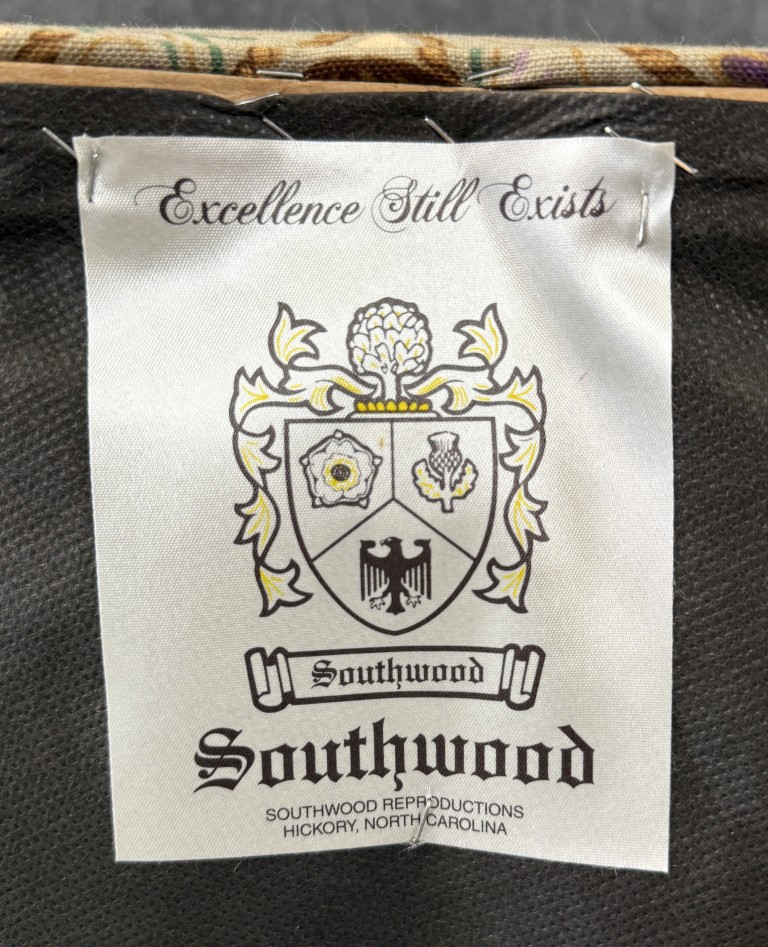 Excellence Still Exists
Southwood
Southwood
SOUTHWOOD REPRODUCTIONS
HICKORY, NORTH CAROLINA